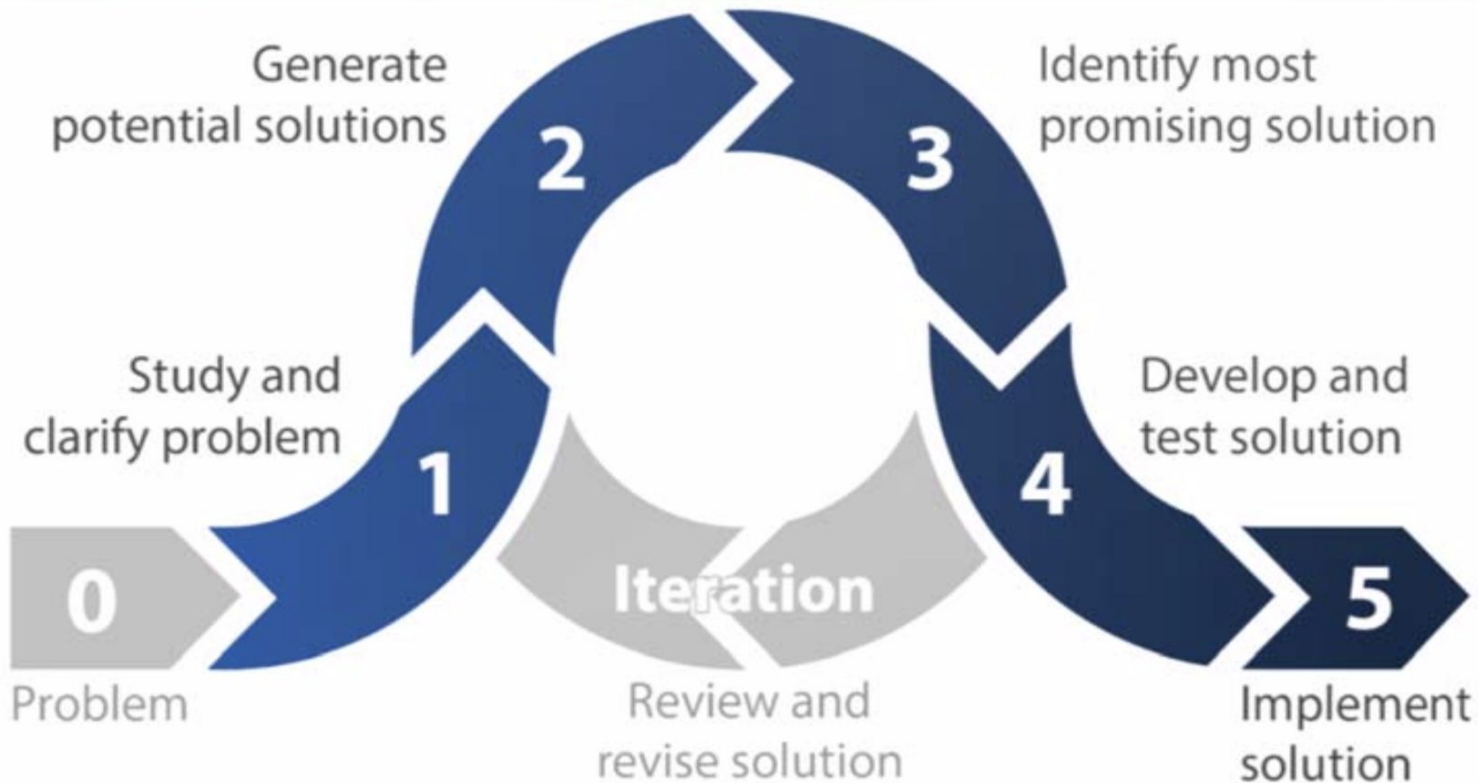 Generate
potential solutions
2
3
Identify most
promising solution
Study and
clarify problem
1
4
Develop and
test solution
0
Problem
Iteration
Review and
revise solution
5
Implement
solution